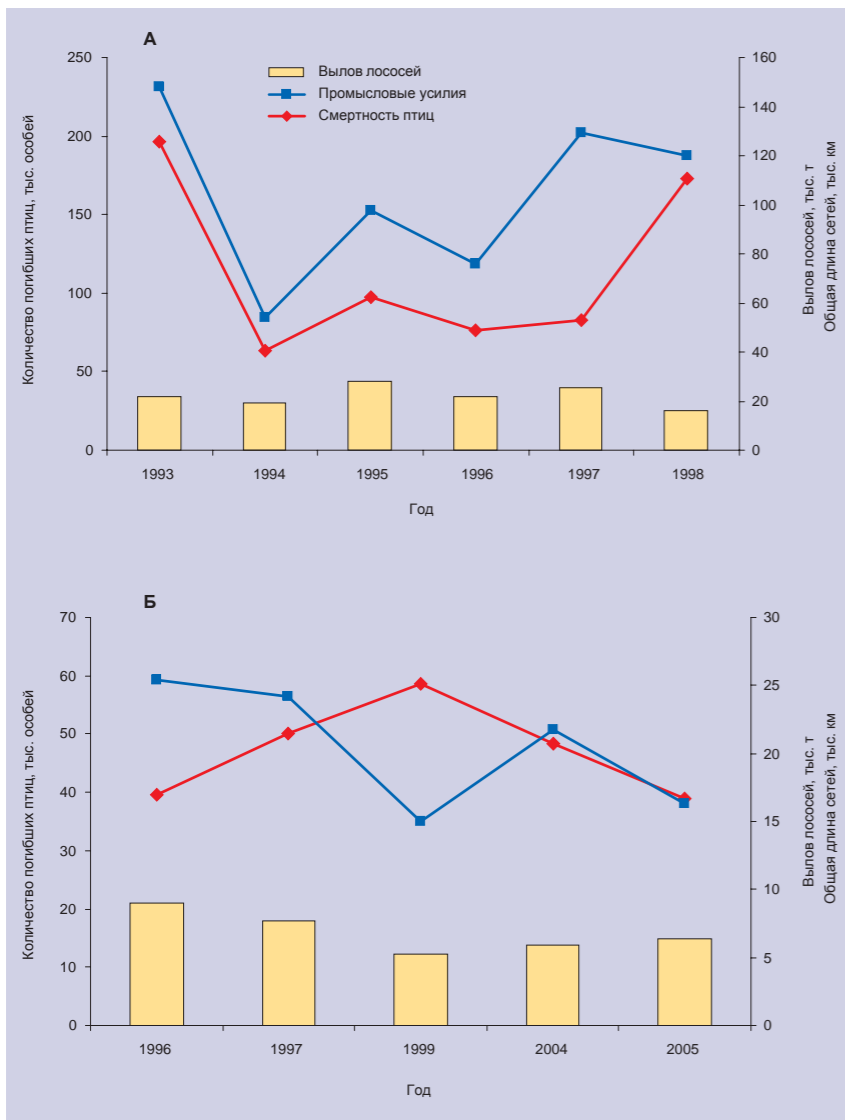 А
250
200
150
100
50
0
Количество погибших птиц, тыс. особей
Вылов лососей
Промысловые усилия
Смертность птиц
160
140
120
100
80
60
40
20
0
Вылов лососей, тыс. т
Общая длина сетей, тыс. км
1993 1994 1995 1996 1997 1998
Год
Б
70
60
50
40
30
20
10
0
Количество погибших птиц, тыс. особей
30
25
20
15
10
5
0
Вылов лососей, тыс. т
Общая длина сетей, тыс. км
1996 1997 1999 2004 2005
Год